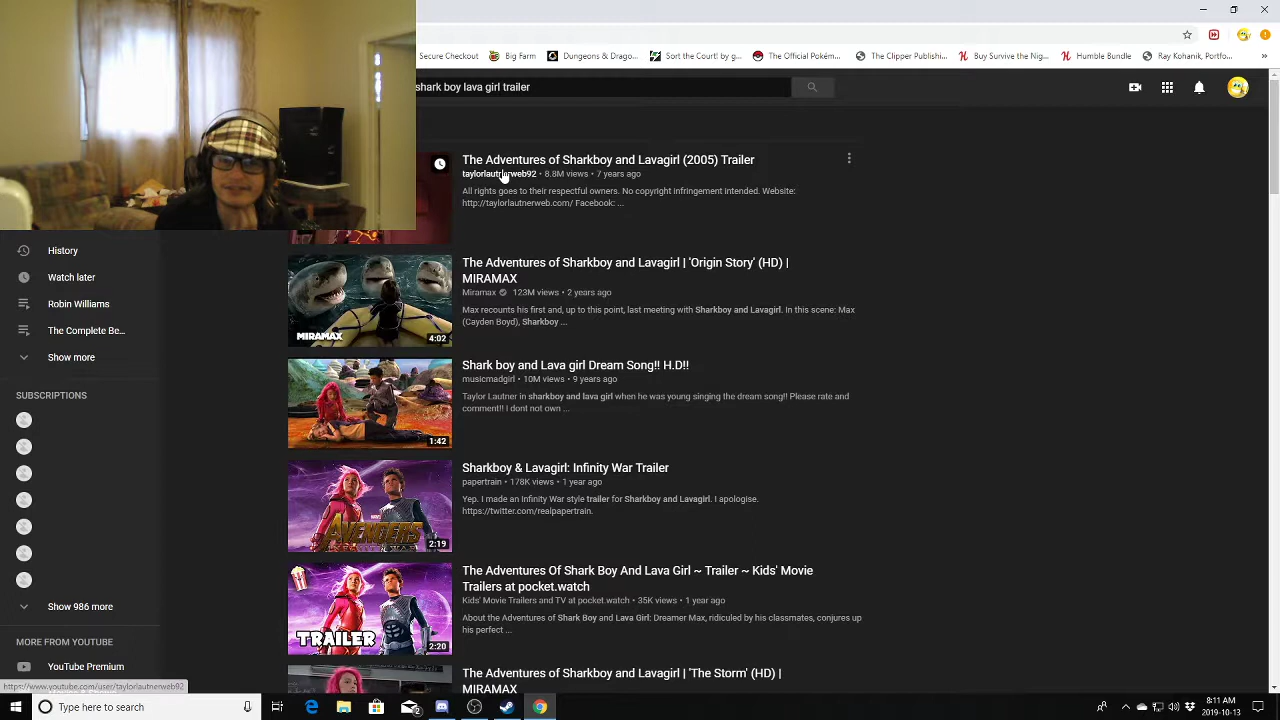 Secure Checkout
Big Farm
Dungeons & Drago...
Sit the Court! by g...
The Official Pokém...
The Clipper Publis...
Very Nice Subs
Humble Bundle
Ray Kohanik, Portfo...
shark boy lava girl trailer
The Adventures of Sharkboy and Lavagirl (2005) Trailer
taylorlautnerweb92 • 8.8M views • 7 years ago
All rights goes to their respectful owners. No copyright infringement intended. Website:
http://taylorlautnerweb.com/ Facebook: ...
History
Watch later
Robin Williams
The Complete Be...
Show more
SUBSCRIPTIONS
Show 986 more
MORE FROM YOUTUBE
YouTube Premium
https://www.youtube.com/user/taylorlautnerweb92
The Adventures of Sharkboy and Lavagirl | 'Origin Story' (HD) |
MIRAMAX
Miramax 123M views • 2 years ago
Max recounts his first and, up to this point, last meeting with Sharkboy and Lavagirl. In this scene: Max
(Cayden Boyd), Sharkboy ...
MIRAMAX
4:02
Shark boy and Lava girl Dream Song!! H.D!!
musicmadgirl • 10M views • 9 years ago
Taylor Lautner in sharkboy and lava girl when he was young singing the dream song!! Please rate and
comment!! I dont not own ...
1:42
Sharkboy & Lavagirl: Infinity War Trailer
papertrain • 178K views • 1 year ago
Yep. I made an Infinity War style trailer for Sharkboy and Lavagirl. I apologise.
https://twitter.com/realpapertrain.
AVENGERS
2:19
The Adventures Of Shark Boy And Lava Girl ~ Trailer ~ Kids' Movie
Trailers at pocket.watch
Kids' Movie Trailers and TV at pocket.watch • 35K views • 1 year ago
About the Adventures of Shark Boy and Lava Girl: Dreamer Max, ridiculed by his classmates, conjures up
his perfect ...
TRAILER
2:20
The Adventures of Sharkboy and Lavagirl | 'The Storm' (HD) |
MIRAMAX
Type here to search
2
8:11 AM
2019-10-13